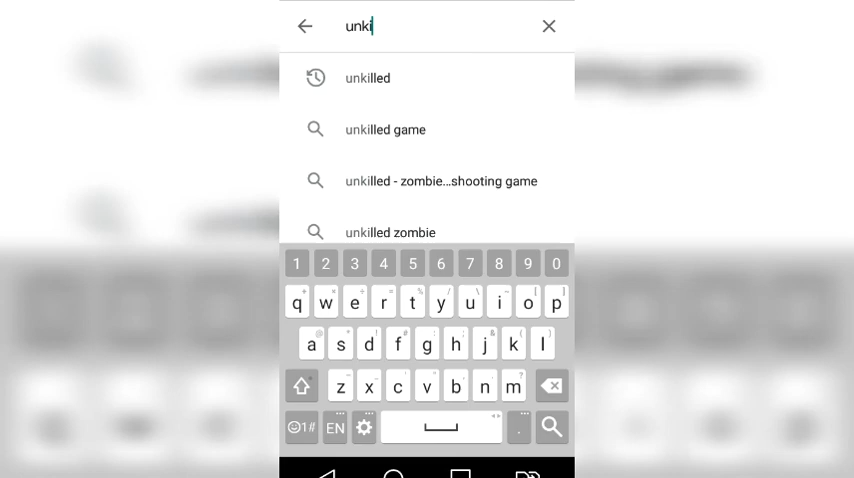 unki
unkilled
unkilled game
unkilled - zombie...shooting game
unkilled zombie
1 2 3 4 5 6 7 8 9 0
q w e r t y u i o p
a s d f g h j k l
z x c v b n m
☺1# EN .